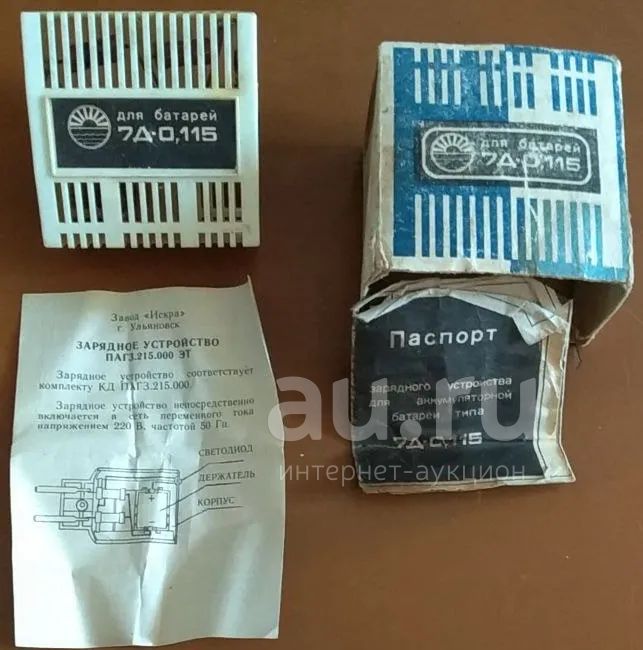 для батарей
7Д-0,115
для батарей
7Д-0,115
Завод «Искра»
г. Ульяновск
ЗАРЯДНОЕ УСТРОЙСТВО
ПАГ3.215.000 ЭТ
Зарядное устройство соответствует
комплекту КД ПАГ3.215.000.
Зарядное устройство непосредственно
включается в сеть переменного тока
напряжением 220 В, частотой 50 Гц
СВЕТОДИОД
ДЕРЖАТЕЛЬ
КОРПУС
+
-
Паспорт
зарядного устройства
для аккумуляторной
батареи типа
7Д-0,115
au.ru
интернет-аукцион